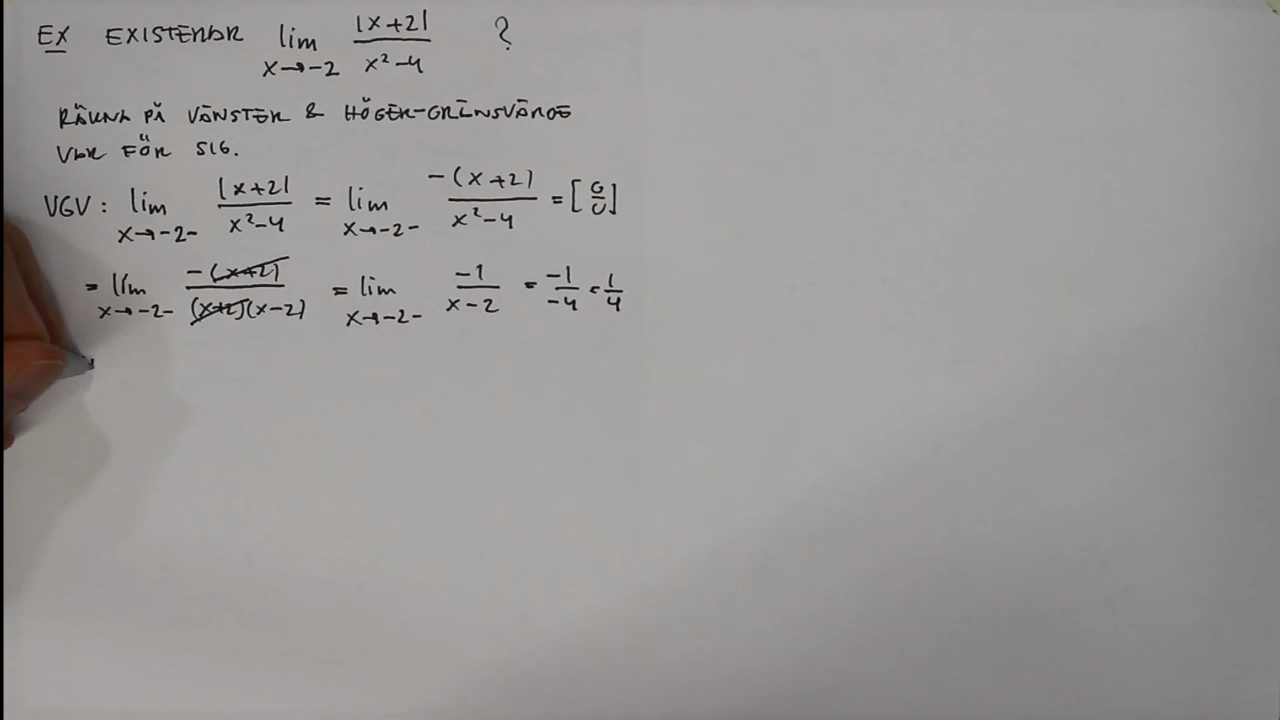 EX EXISTERAR lim x→-2 |x+2| / x²-4 ?
RÄKNA PÅ VÄNSTER & HÖGER-GRÄNSVÄRDE
VAR FÖR SIG.
VGV: lim x→-2- |x+2| / x²-4 = lim x→-2- -(x+2) / x²-4 = [0/0]
= lim x→-2- -(x+2) / (x+2)(x-2) = lim x→-2- -1 / x-2 = -1/-4 = 1/4